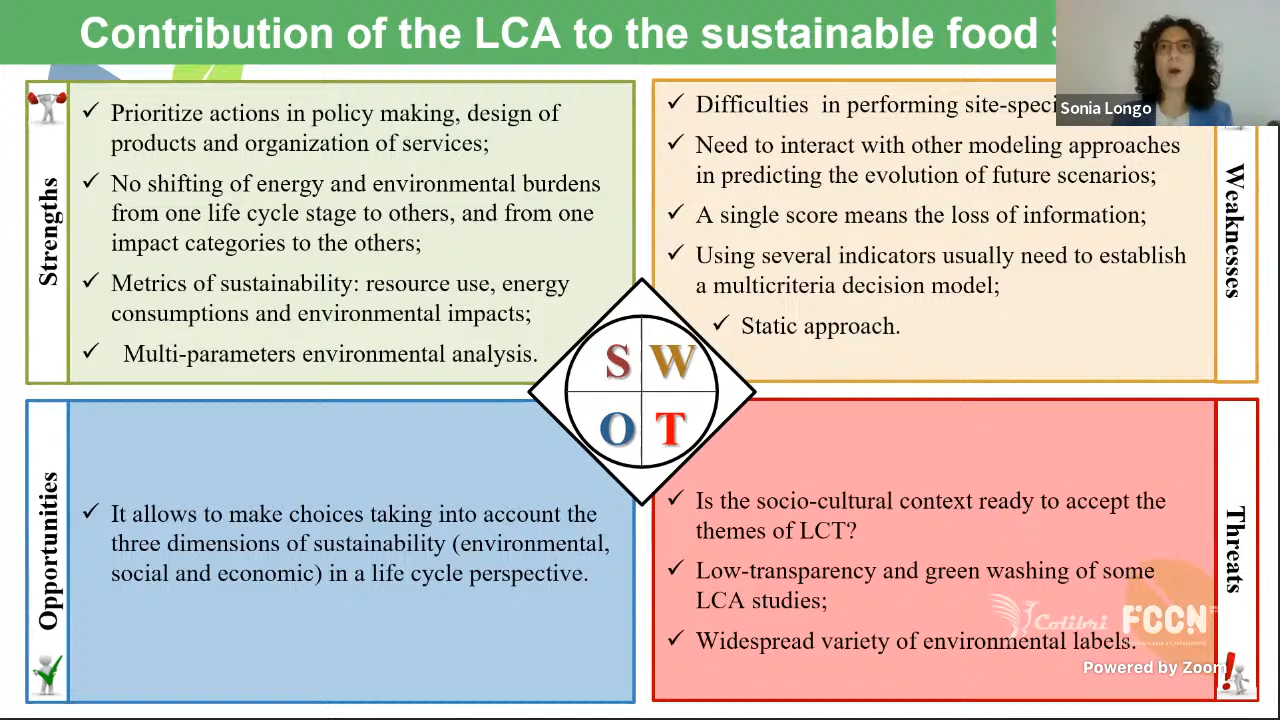 Contribution of the LCA to the sustainable food
Sonia Longo
Strengths
✓ Prioritize actions in policy making, design of
products and organization of services;
✓ No shifting of energy and environmental burdens
from one life cycle stage to others, and from one
impact categories to the others;
✓ Metrics of sustainability: resource use, energy
consumptions and environmental impacts;
✓ Multi-parameters environmental analysis.
Weaknesses
✓ Difficulties in performing
✓ Need to interact with other modeling approaches
in predicting the evolution of future scenarios;
✓ A single score means the loss of information;
✓ Using several indicators usually need to establish
a multicriteria decision model;
✓ Static approach.
S W
O T
Opportunities
✓ It allows to make choices taking into account the
three dimensions of sustainability (environmental,
social and economic) in a life cycle perspective.
Threats
✓ Is the socio-cultural context ready to accept the
themes of LCT?
✓ Low-transparency and green washing of some
LCA studies;
✓ Widespread variety of environmental labels.
Colibri FCCN
Powered by Zoom